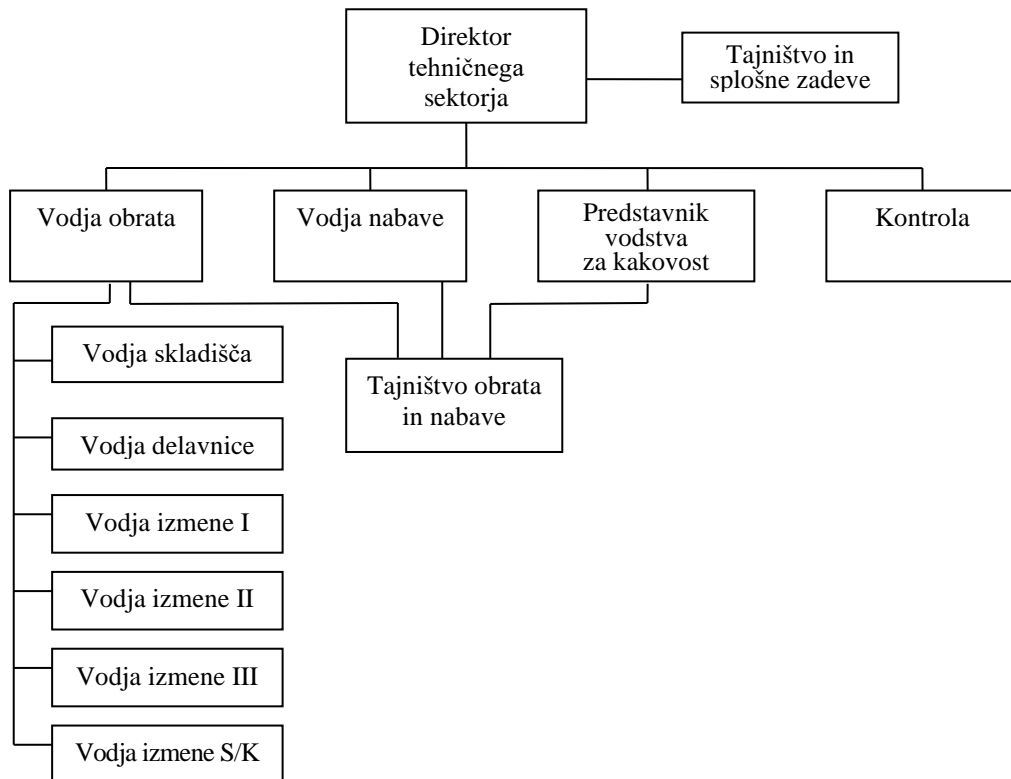 Direktor
tehničnega
sektorja
Tajništvo in
splošne zadeve
Vodja obrata
Vodja nabave
Predstavnik
vodstva
za kakovost
Kontrola
Vodja skladišča
Tajništvo obrata
in nabave
Vodja delavnice
Vodja izmene I
Vodja izmene II
Vodja izmene III
Vodja izmene S/K